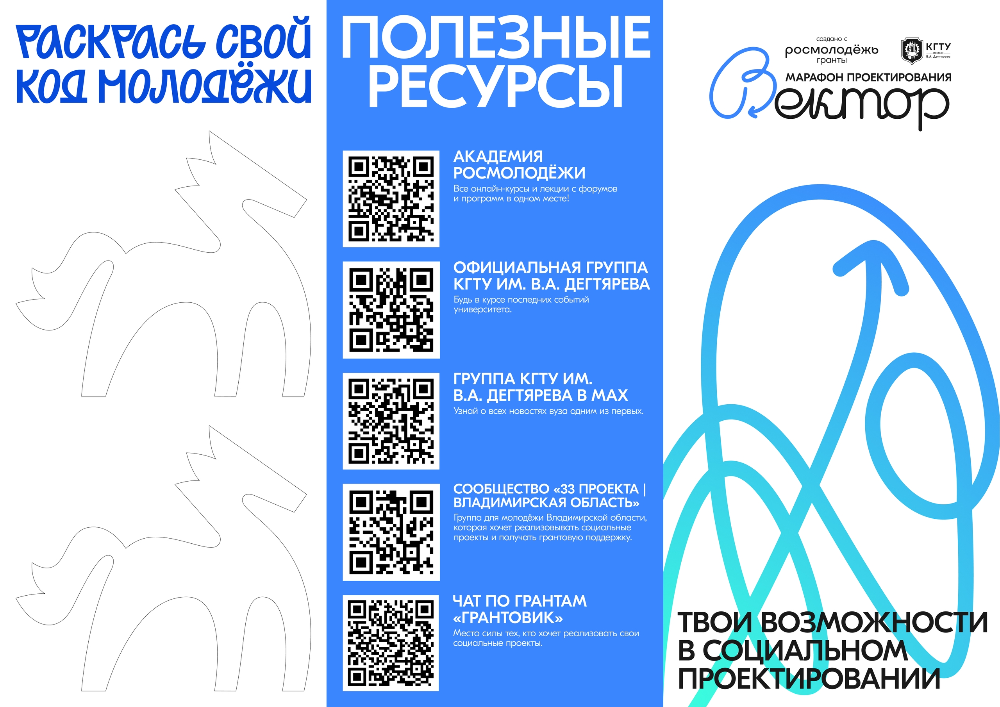 РАСКРАСЬ СВОЙ
КОД МОЛОДЁЖИ
ПОЛЕЗНЫЕ
РЕСУРСЫ
АКАДЕМИЯ
РОСМОЛОДЁЖИ
Все онлайн-курсы и лекции с форумов
и программ в одном месте!
ОФИЦИАЛЬНАЯ ГРУППА
КГТУ ИМ. В.А. ДЕГТЯРЕВА
Будь в курсе последних событий
университета.
ГРУППА КГТУ ИМ.
В.А. ДЕГТЯРЕВА В МАХ
Узнай о всех новостях вуза одним из первых.
СООБЩЕСТВО «33 ПРОЕКТА |
ВЛАДИМИРСКАЯ ОБЛАСТЬ»
Группа для молодёжи Владимирской области,
которая хочет реализовывать социальные
проекты и получать грантовую поддержку.
ЧАТ ПО ГРАНТАМ
«ГРАНТОВИК»
Место силы тех, кто хочет реализовать свои
социальные проекты.
создано с
росмолодёжь
гранты
КГТУ
имени
В.А. Дегтярева
МАРАФОН ПРОЕКТИРОВАНИЯ
Вектор
ТВОИ ВОЗМОЖНОСТИ
В СОЦИАЛЬНОМ
ПРОЕКТИРОВАНИИ